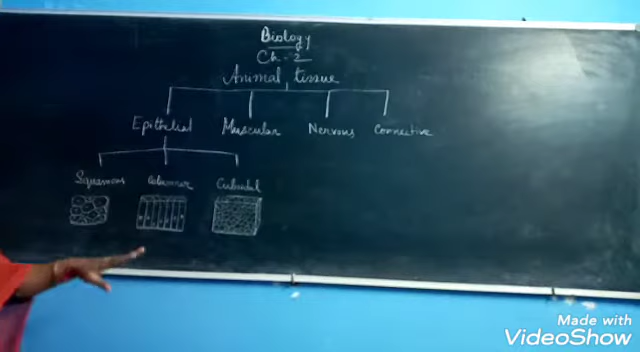 Biology
Ch-2
Animal tissue
Epithelial Muscular Nervous Connective
Squamous Columnar Cuboidal
Made with
VideoShow